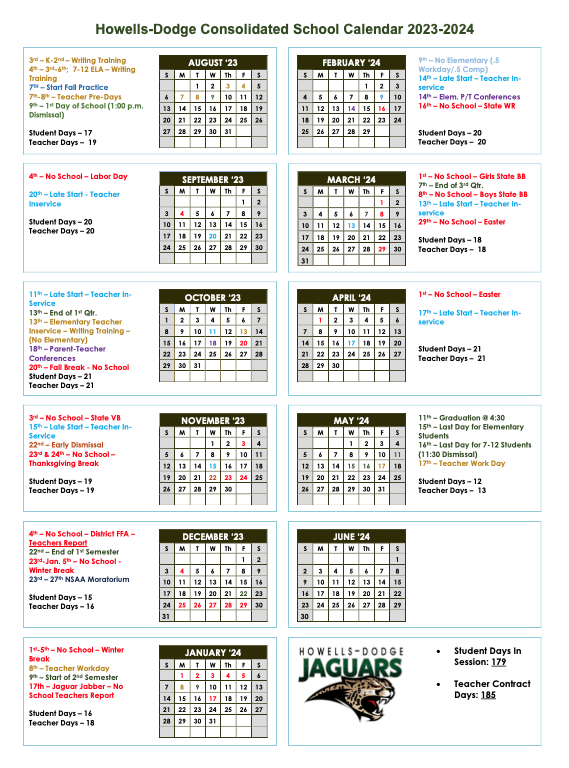 Howells-Dodge Consolidated School Calendar 2023-2024
3rd – K-2nd – Writing Training
4th – 3rd-6th; 7-12 ELA – Writing
Training
7th – Start Fall Practice
7th-8th – Teacher Pre-Days
9th – 1st Day of School (1:00 p.m.
Dismissal)
Student Days – 17
Teacher Days – 19
AUGUST '23
S M T W Th F S
1 2 3 4 5
6 7 8 9 10 11 12
13 14 15 16 17 18 19
20 21 22 23 24 25 26
27 28 29 30 31
FEBRUARY '24
S M T W Th F S
1 2 3
4 5 6 7 8 9 10
11 12 13 14 15 16 17
18 19 20 21 22 23 24
25 26 27 28 29
9th – No Elementary (.5
Workday/.5 Comp)
14th – Late Start – Teacher In-
service
14th – Elem. P/T Conferences
16th – No School – State WR
Student Days – 20
Teacher Days – 20
4th – No School – Labor Day
20th – Late Start - Teacher
Inservice
Student Days – 20
Teacher Days – 20
SEPTEMBER '23
S M T W Th F S
1 2
3 4 5 6 7 8 9
10 11 12 13 14 15 16
17 18 19 20 21 22 23
24 25 26 27 28 29 30
MARCH '24
S M T W Th F S
1 2
3 4 5 6 7 8 9
10 11 12 13 14 15 16
17 18 19 20 21 22 23
24 25 26 27 28 29 30
31
1st – No School – Girls State BB
7th – End of 3rd Qtr.
8th – No School – Boys State BB
13th – Late Start – Teacher In-
service
29th – No School – Easter
Student Days – 18
Teacher Days – 18
11th – Late Start – Teacher In-
Service
13th – End of 1st Qtr.
13th – Elementary Teacher
Inservice – Writing Training –
(No Elementary)
18th – Parent-Teacher
Conferences
20th – Fall Break - No School
Student Days – 21
Teacher Days – 21
OCTOBER '23
S M T W Th F S
1 2 3 4 5 6 7
8 9 10 11 12 13 14
15 16 17 18 19 20 21
22 23 24 25 26 27 28
29 30 31
APRIL '24
S M T W Th F S
1 2 3 4 5 6
7 8 9 10 11 12 13
14 15 16 17 18 19 20
21 22 23 24 25 26 27
28 29 30
1st – No School – Easter
17th – Late Start – Teacher In-
service
Student Days – 21
Teacher Days – 21
3rd – No School – State VB
15th – Late Start – Teacher In-
Service
22nd – Early Dismissal
23rd & 24th – No School –
Thanksgiving Break
Student Days – 19
Teacher Days – 19
NOVEMBER '23
S M T W Th F S
1 2 3 4
5 6 7 8 9 10 11
12 13 14 15 16 17 18
19 20 21 22 23 24 25
26 27 28 29 30
MAY '24
S M T W Th F S
1 2 3 4
5 6 7 8 9 10 11
12 13 14 15 16 17 18
19 20 21 22 23 24 25
26 27 28 29 30 31
11th – Graduation @ 4:30
15th – Last Day for Elementary
Students
16th – Last Day for 7-12 Students
(11:30 Dismissal)
17th – Teacher Work Day
Student Days – 12
Teacher Days – 13
4th – No School – District FFA –
Teachers Report
22nd – End of 1st Semester
23rd-Jan. 5th – No School -
Winter Break
23rd – 27th NSAA Moratorium
Student Days – 15
Teacher Days – 16
DECEMBER '23
S M T W Th F S
1 2
3 4 5 6 7 8 9
10 11 12 13 14 15 16
17 18 19 20 21 22 23
24 25 26 27 28 29 30
31
JUNE '24
S M T W Th F S
1
2 3 4 5 6 7 8
9 10 11 12 13 14 15
16 17 18 19 20 21 22
23 24 25 26 27 28 29
30
1st-5th – No School – Winter
Break
8th – Teacher Workday
9th – Start of 2nd Semester
17th – Jaguar Jabber – No
School Teachers Report
Student Days – 16
Teacher Days – 18
JANUARY '24
S M T W Th F S
1 2 3 4 5 6
7 8 9 10 11 12 13
14 15 16 17 18 19 20
21 22 23 24 25 26 27
28 29 30 31
HOWELLS-DODGE
JAGUARS
• Student Days In
Session: 179
• Teacher Contract
Days: 185